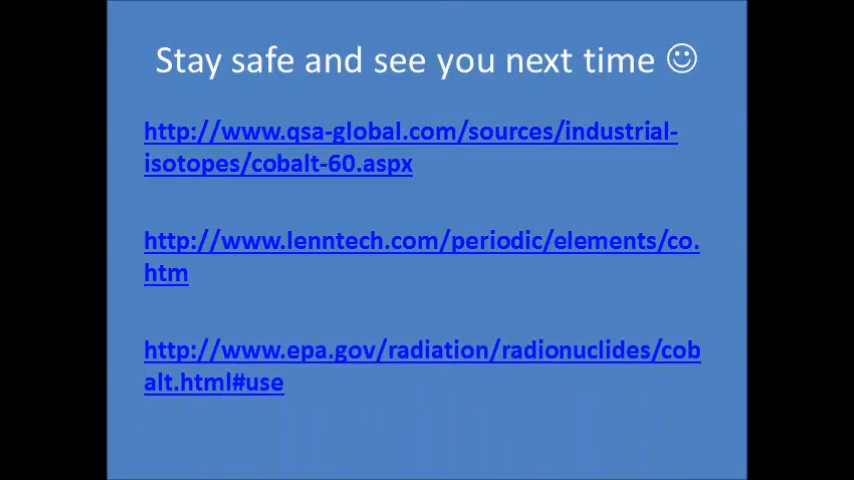 Stay safe and see you next time ☺
http://www.qsa-global.com/sources/industrial-
isotopes/cobalt-60.aspx
http://www.lenntech.com/periodic/elements/co.
htm
http://www.epa.gov/radiation/radionuclides/cob
alt.html#use